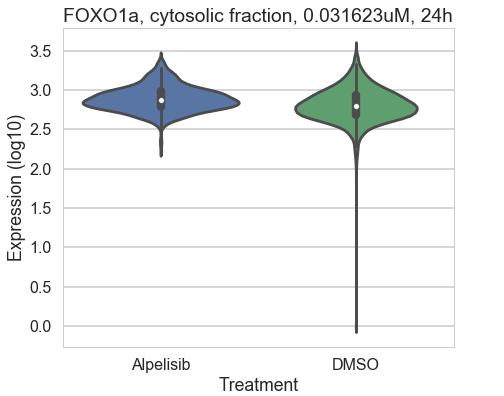 FOXO1a, cytosolic fraction, 0.031623uM, 24h
Expression (log10)
3.5
3.0
2.5
2.0
1.5
1.0
0.5
0.0
Alpelisib
DMSO
Treatment